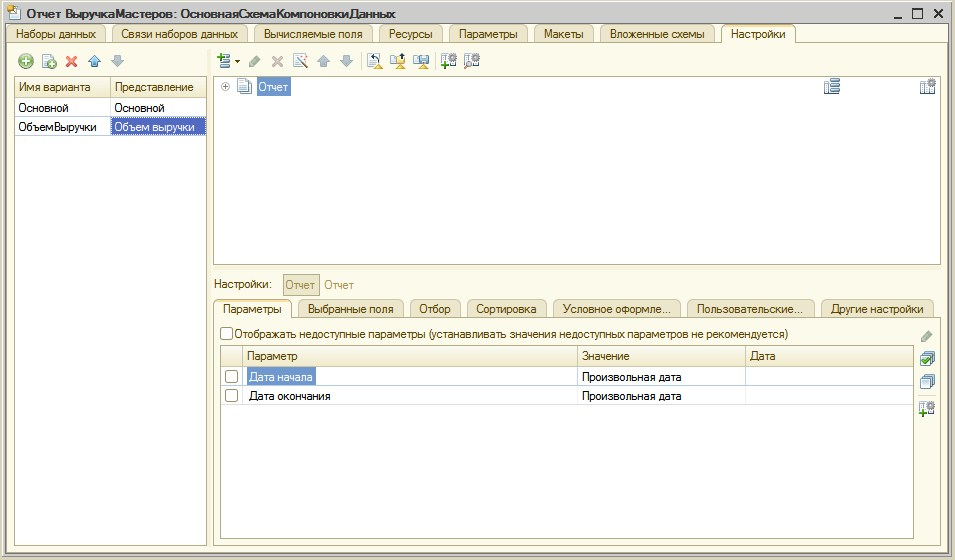 Отчет ВыручкаМастеров: ОсновнаяСхемаКомпоновкиДанных
Наборы данных Связи наборов данных Вычисляемые поля Ресурсы Параметры Макеты Вложенные схемы Настройки
Имя варианта Представление
Основной Основной
ОбъемВыручки Объем выручки
Отчет
Настройки: Отчет Отчет
Параметры Выбранные поля Отбор Сортировка Условное оформле... Пользовательские... Другие настройки
Отображать недоступные параметры (устанавливать значения недоступных параметров не рекомендуется)
Параметр Значение Дата
Дата начала Произвольная дата
Дата окончания Произвольная дата